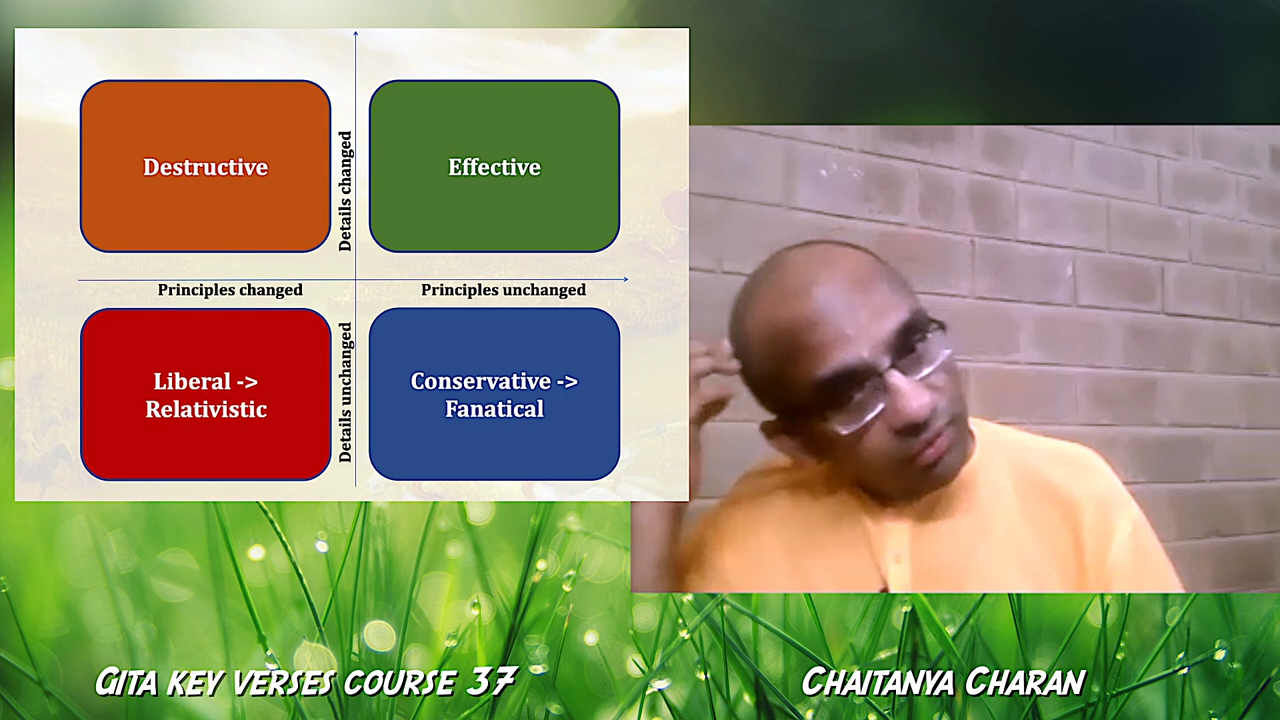 Destructive
Details changed
Effective
Principles changed
Principles unchanged
Liberal ->
Relativistic
Details unchanged
Conservative ->
Fanatical
GITA KEY VERSES COURSE 37
CHAITANYA CHARAN